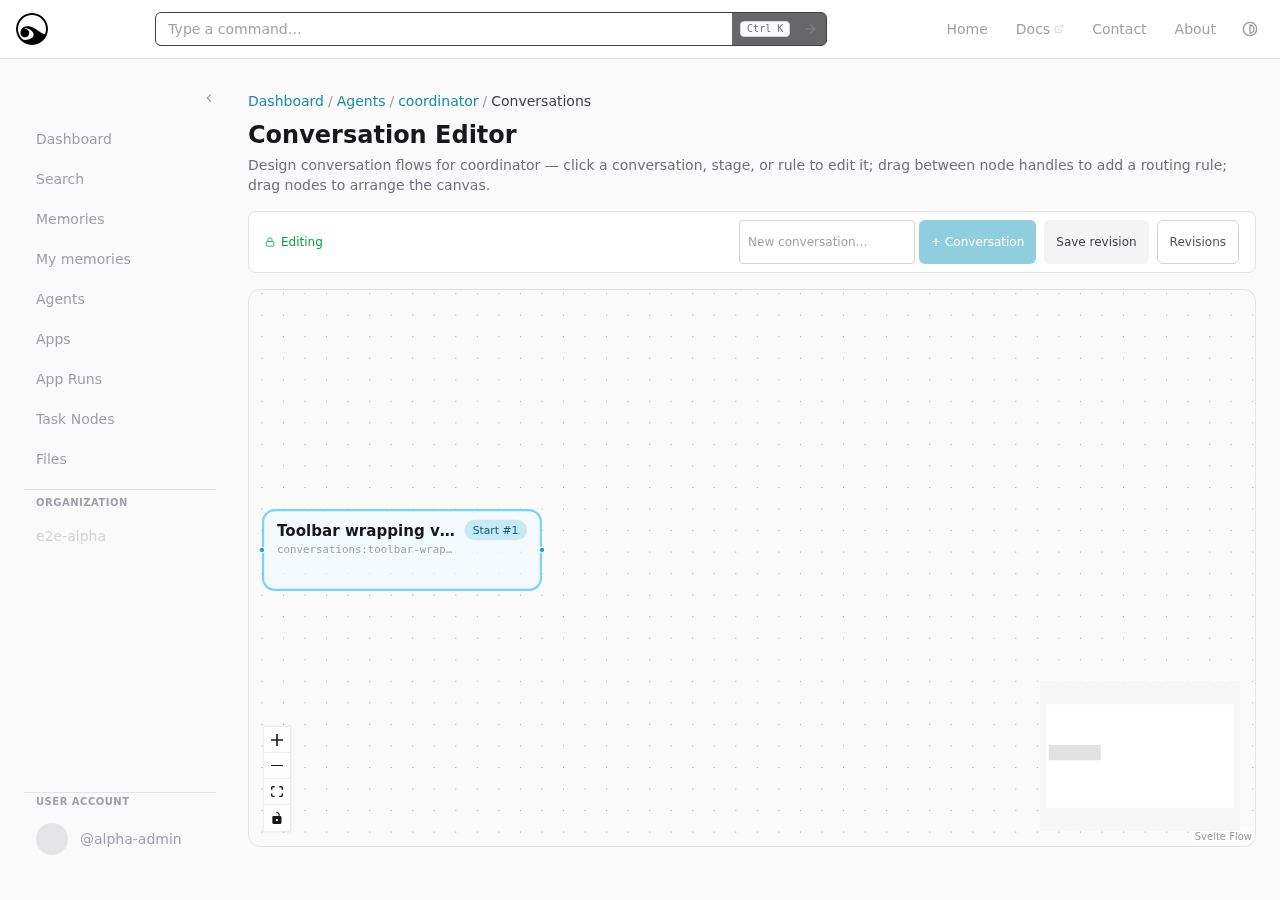 Type a command...
Ctrl K
Home
Docs
Contact
About
Dashboard / Agents / coordinator / Conversations
Conversation Editor
Design conversation flows for coordinator — click a conversation, stage, or rule to edit it; drag between node handles to add a routing rule;
drag nodes to arrange the canvas.
Editing
New conversation...
+ Conversation
Save revision
Revisions
Dashboard
Search
Memories
My memories
Agents
Apps
App Runs
Task Nodes
Files
ORGANIZATION
e2e-alpha
Toolbar wrapping v...
Start #1
conversations:toolbar-wrap...
USER ACCOUNT
@alpha-admin
Svelte Flow